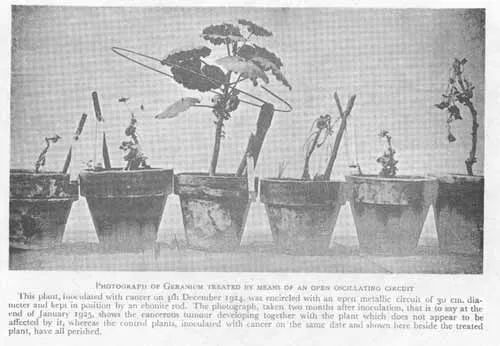 PHOTOGRAPH OF GERANIUM TREATED BY MEANS OF AN OPEN OSCILLATING CIRCUIT
This plant, inoculated with cancer on 4th December 1924, was encircled with an open metallic circuit of 30 cm. dia-
meter and kept in position by an ebonite rod. The photograph, taken two months after inoculation, that is to say at the
end of January 1925, shows the cancerous tumour developing together with the plant which does not appear to be
affected by it, whereas the control plants, inoculated with cancer on the same date and shown here beside the treated
plant, have all perished.